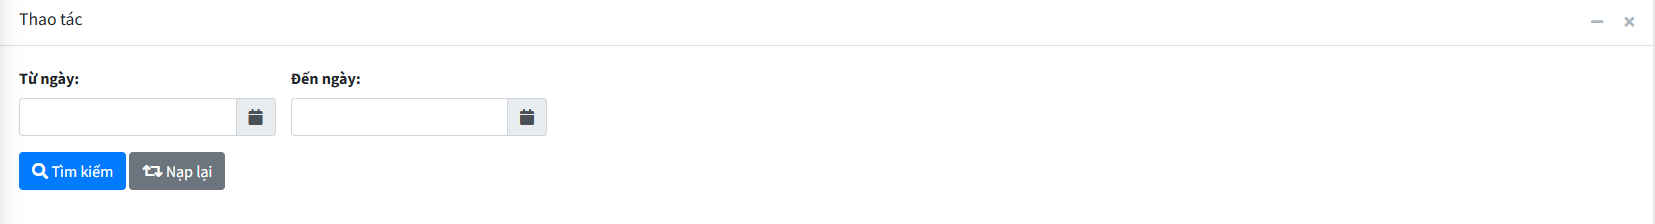 Thao tác
Từ ngày:
Đến ngày:
Tìm kiếm
Nạp lại